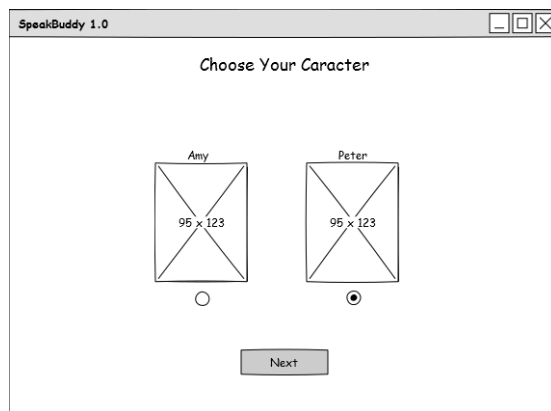 SpeakBuddy 1.0
Choose Your Caracter
Amy Peter
95 x 123 95 x 123
Next